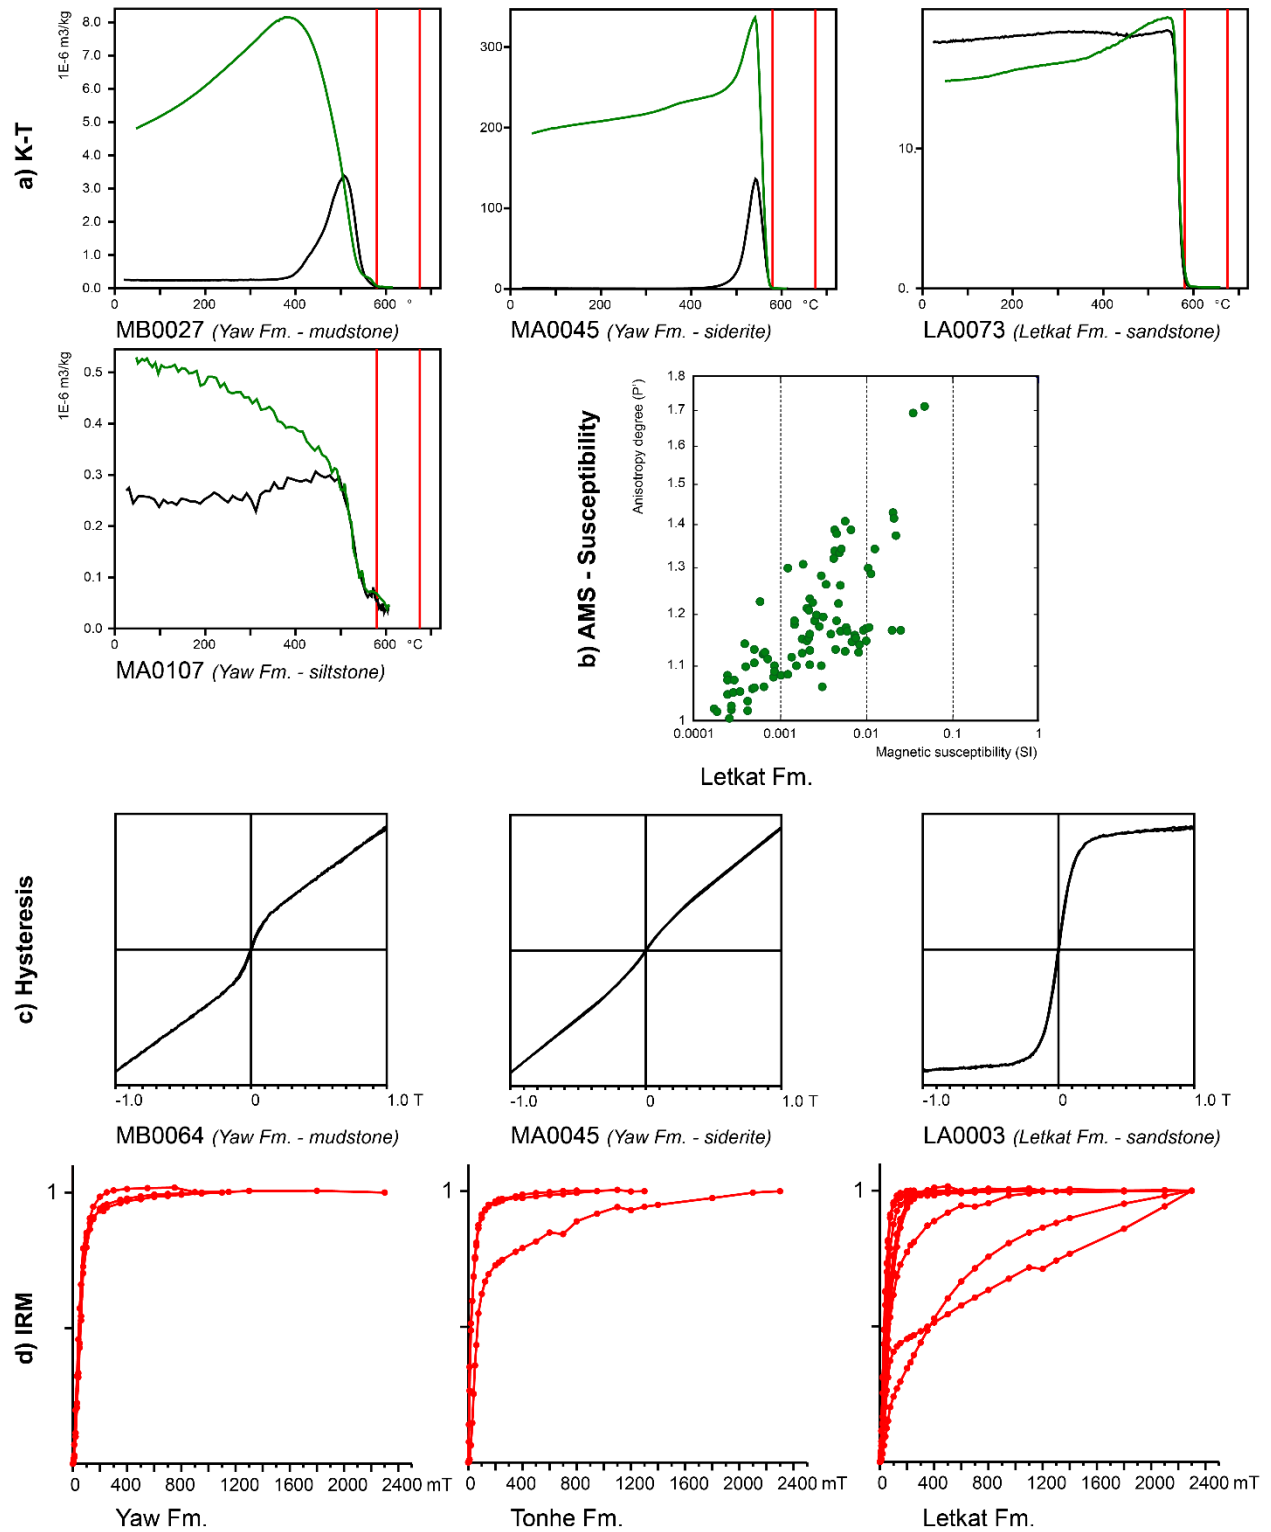 a) K-T
1E-6 m3/kg
8.0
7.0
6.0
5.0
4.0
3.0
2.0
1.0
0.0
0
200
400
600
°
MB0027 (Yaw Fm. - mudstone)
300
200
100
0
0
200
400
600
°C
MA0045 (Yaw Fm. - siderite)
10.
0.
0
200
400
600
°C
LA0073 (Letkat Fm. - sandstone)
1E-6 m3/kg
0.5
0.4
0.3
0.2
0.1
0.0
0
200
400
600
°C
MA0107 (Yaw Fm. - siltstone)
b) AMS - Susceptibility
Anisotropy degree (P')
1.8
1.7
1.6
1.5
1.4
1.3
1.2
1.1
1
0.0001
0.001
0.01
0.1
1
Magnetic susceptibility (SI)
Letkat Fm.
c) Hysteresis
-1.0
0
1.0 T
MB0064 (Yaw Fm. - mudstone)
-1.0
0
1.0 T
MA0045 (Yaw Fm. - siderite)
-1.0
0
1.0 T
LA0003 (Letkat Fm. - sandstone)
d) IRM
1
0 400 800 1200 1600 2000 2400 mT
Yaw Fm.
1
0 400 800 1200 1600 2000 2400 mT
Tonhe Fm.
1
0 400 800 1200 1600 2000 2400 mT
Letkat Fm.